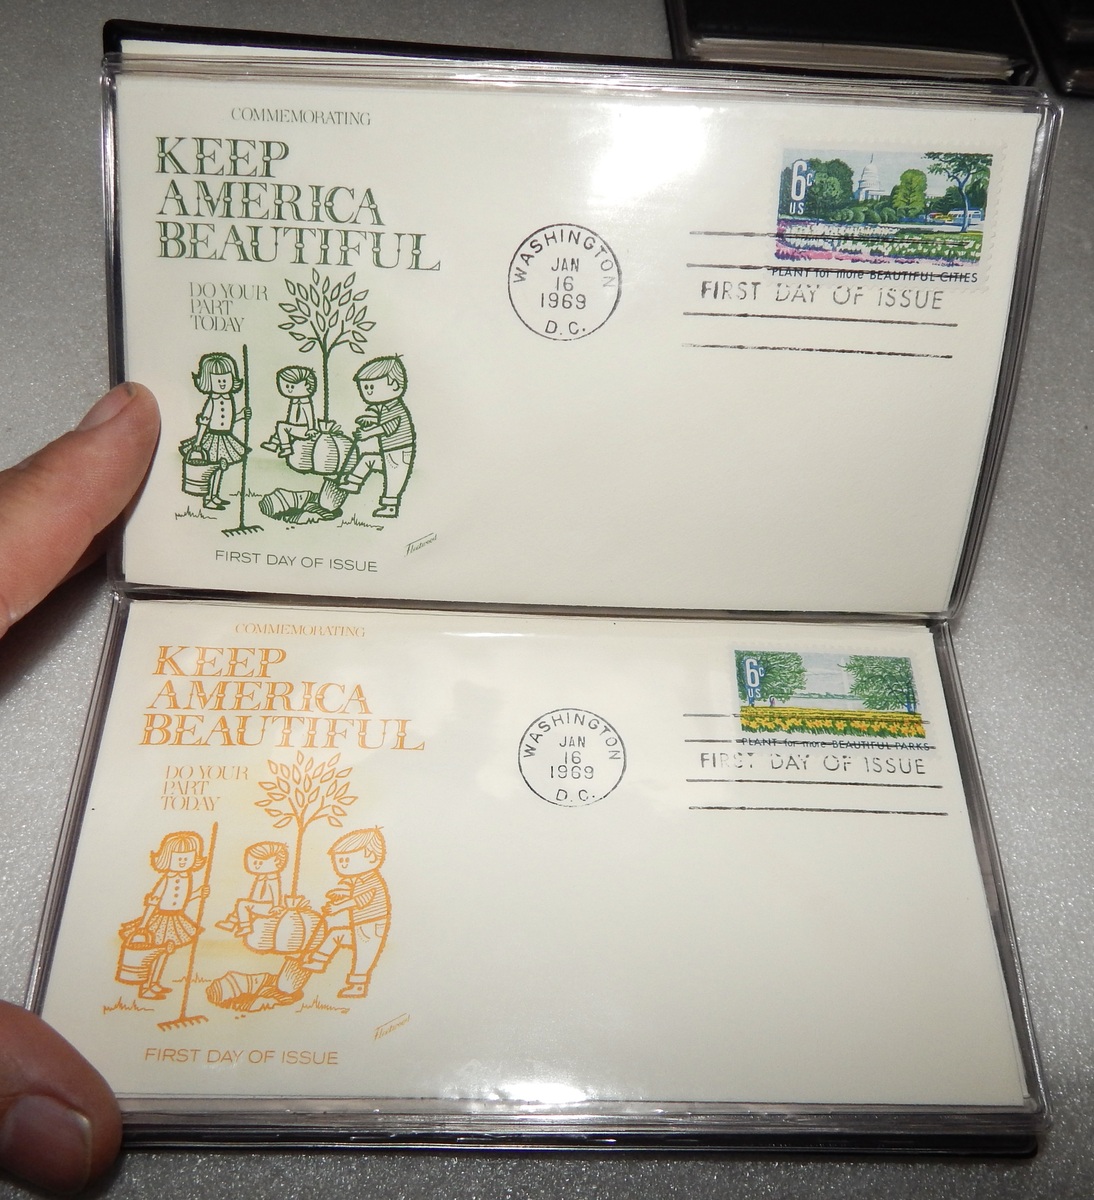 COMMEMORATING
KEEP
AMERICA
BEAUTIFUL
DO YOUR
PART
TODAY
FIRST DAY OF ISSUE
Fleetwood
WASHINGTON
JAN
16
1969
D.C.
6c
US
PLANT for more BEAUTIFUL CITIES
FIRST DAY OF ISSUE
COMMEMORATING
KEEP
AMERICA
BEAUTIFUL
DO YOUR
PART
TODAY
FIRST DAY OF ISSUE
Fleetwood
WASHINGTON
JAN
16
1969
D.C.
6c
US
PLANT for more BEAUTIFUL PARKS
FIRST DAY OF ISSUE